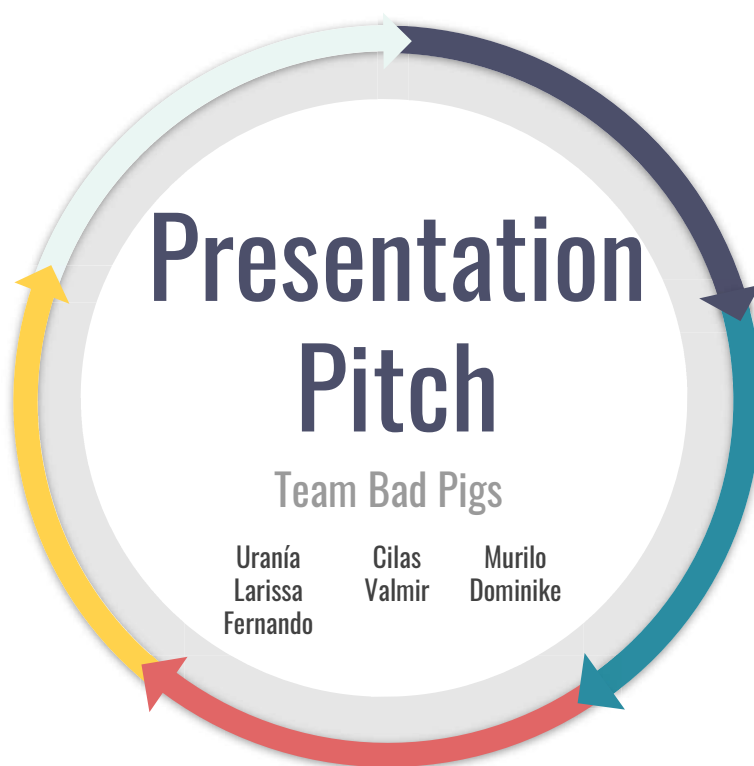 Presentation
Pitch
Team Bad Pigs
Uranía
Larissa
Fernando
Cilas
Valmir
Murilo
Dominike